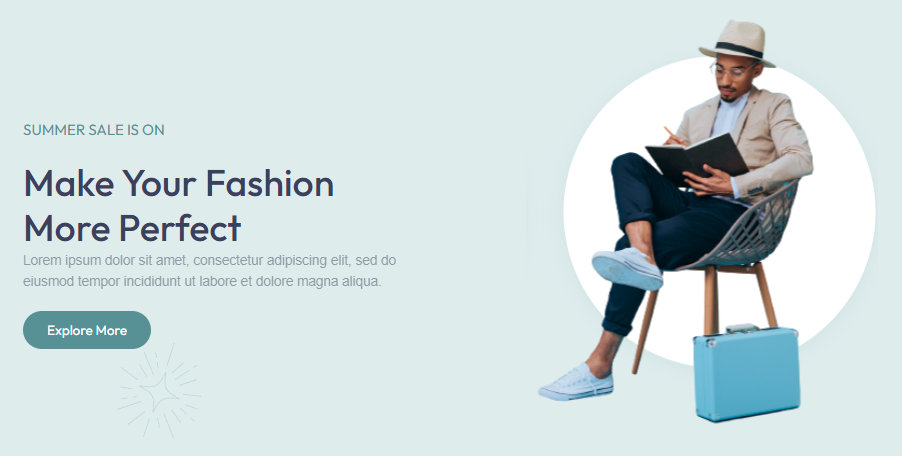 SUMMER SALE IS ON
Make Your Fashion
More Perfect
Lorem ipsum dolor sit amet, consectetur adipiscing elit, sed do
eiusmod tempor incididunt ut labore et dolore magna aliqua.
Explore More